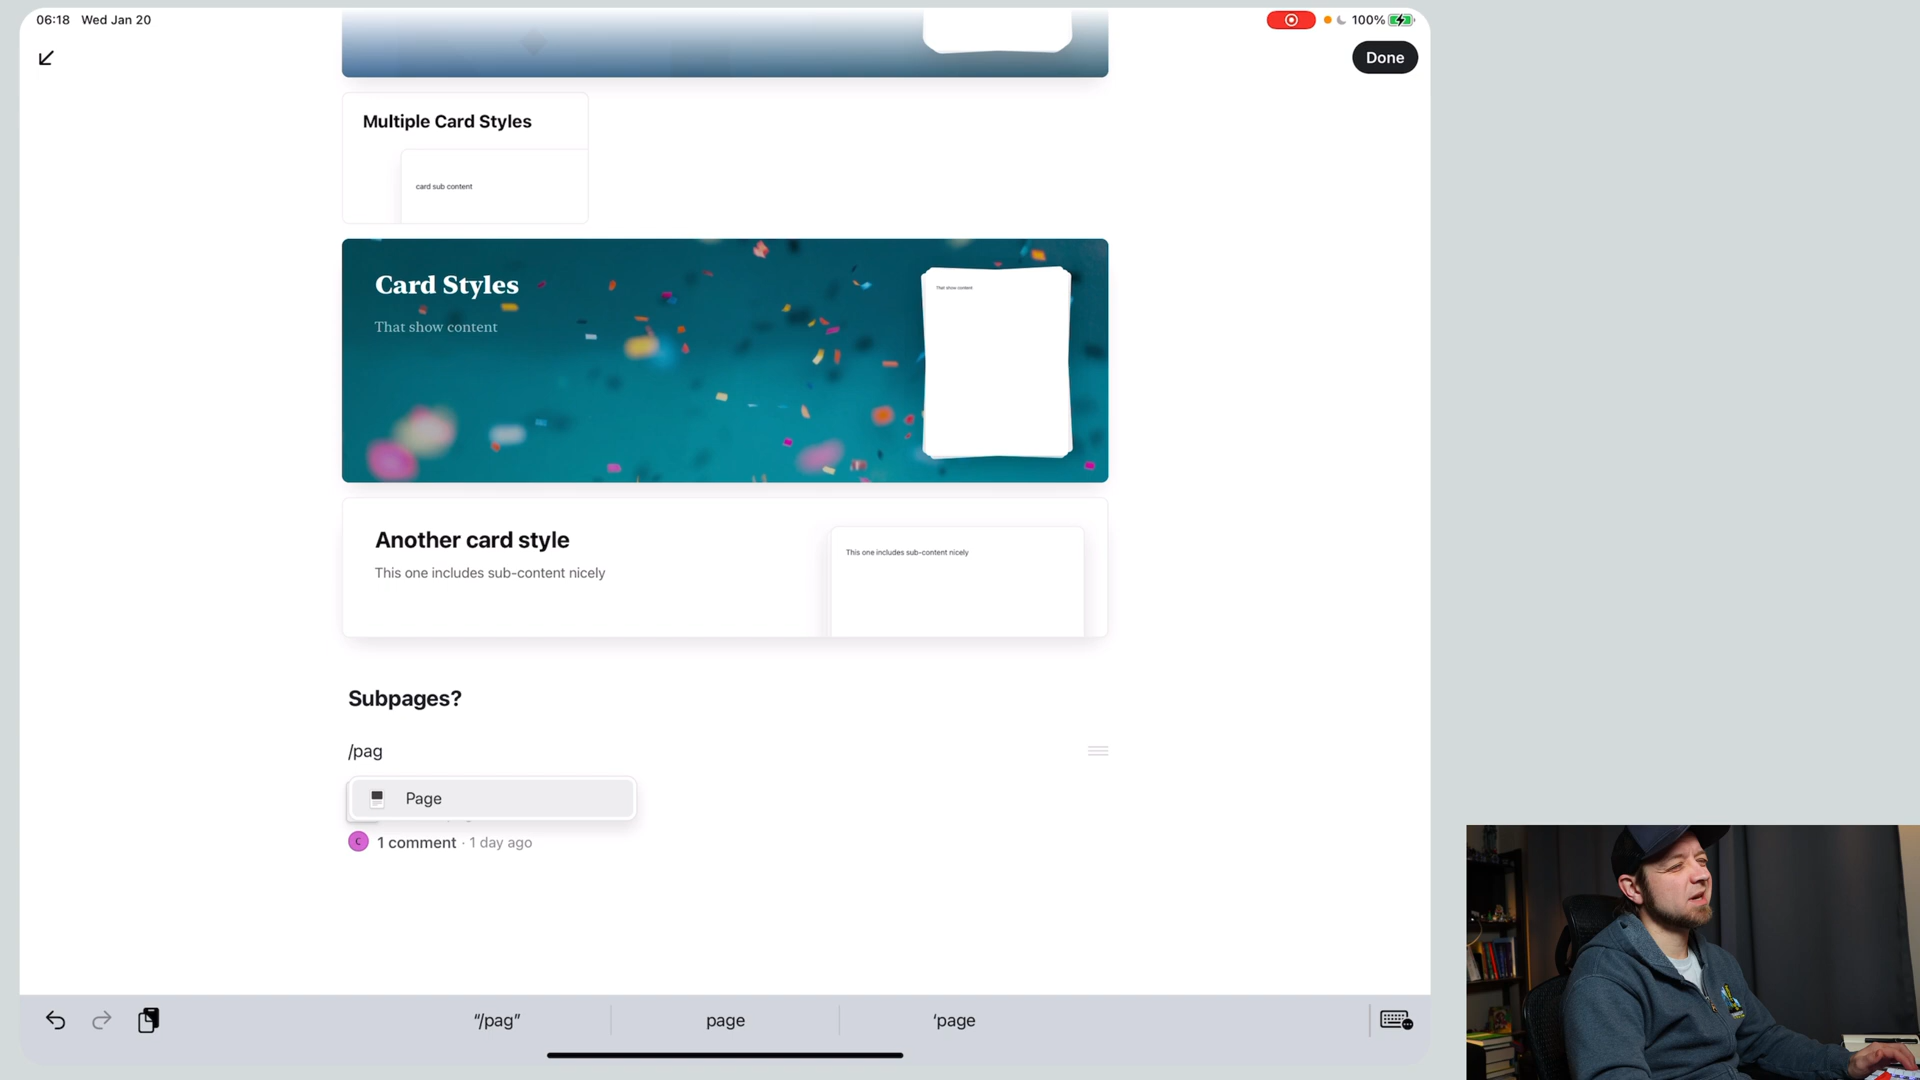 06:18 Wed Jan 20
100%
Done
Multiple Card Styles
card sub content
Card Styles
That show content
That show content
Another card style
This one includes sub-content nicely
This one includes sub-content nicely
Subpages?
/pag
Page
C 1 comment · 1 day ago
“/pag” page ‘page